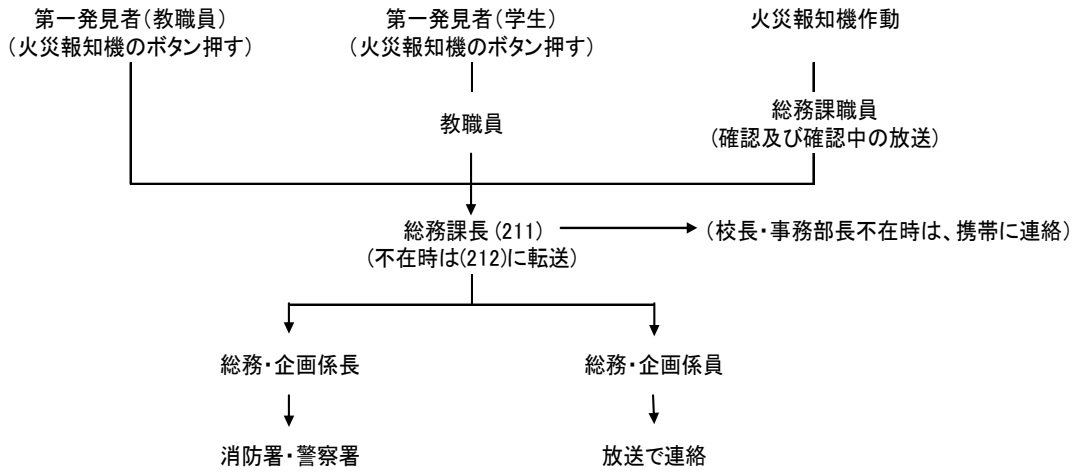 第一発見者(教職員)
(火災報知機のボタン押す)
第一発見者(学生)
(火災報知機のボタン押す)
火災報知機作動
教職員
総務課職員
(確認及び確認中の放送)
総務課長(211)
(不在時は(212)に転送)
(校長・事務部長不在時は、携帯に連絡)
総務・企画係長
総務・企画係員
消防署・警察署
放送で連絡